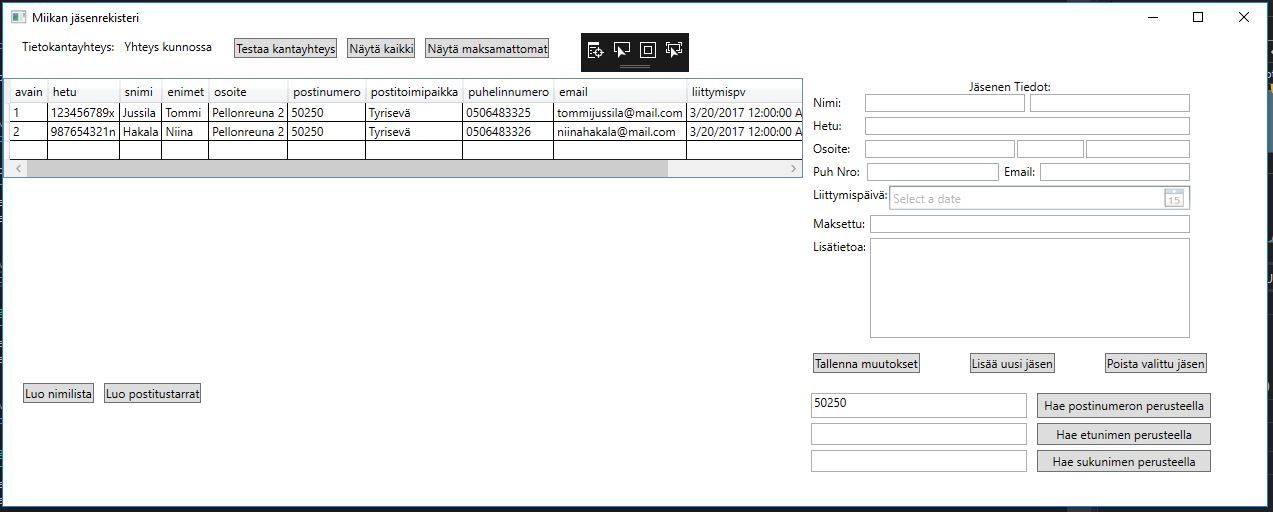 Miikan jäsenrekisteri
Tietokantayhteys: Yhteys kunnossa Testaa kantayhteys Näytä kaikki Näytä maksamattomat
avain hetu snimi enimet osoite postinumero postitoimipaikka puhelinnumero email liittymispv
1 123456789x Jussila Tommi Pellonreuna 2 50250 Tyrisevä 0506483325 tommijussila@mail.com 3/20/2017 12:00:00 A
2 987654321n Hakala Niina Pellonreuna 2 50250 Tyrisevä 0506483326 niinahakala@mail.com 3/20/2017 12:00:00 A
Jäsenen Tiedot:
Nimi:
Hetu:
Osoite:
Puh Nro: Email:
Liittymispäivä: Select a date 15
Maksettu:
Lisätietoa:
Tallenna muutokset Lisää uusi jäsen Poista valittu jäsen
Luo nimilista Luo postitustarrat
50250 Hae postinumeron perusteella
Hae etunimen perusteella
Hae sukunimen perusteella